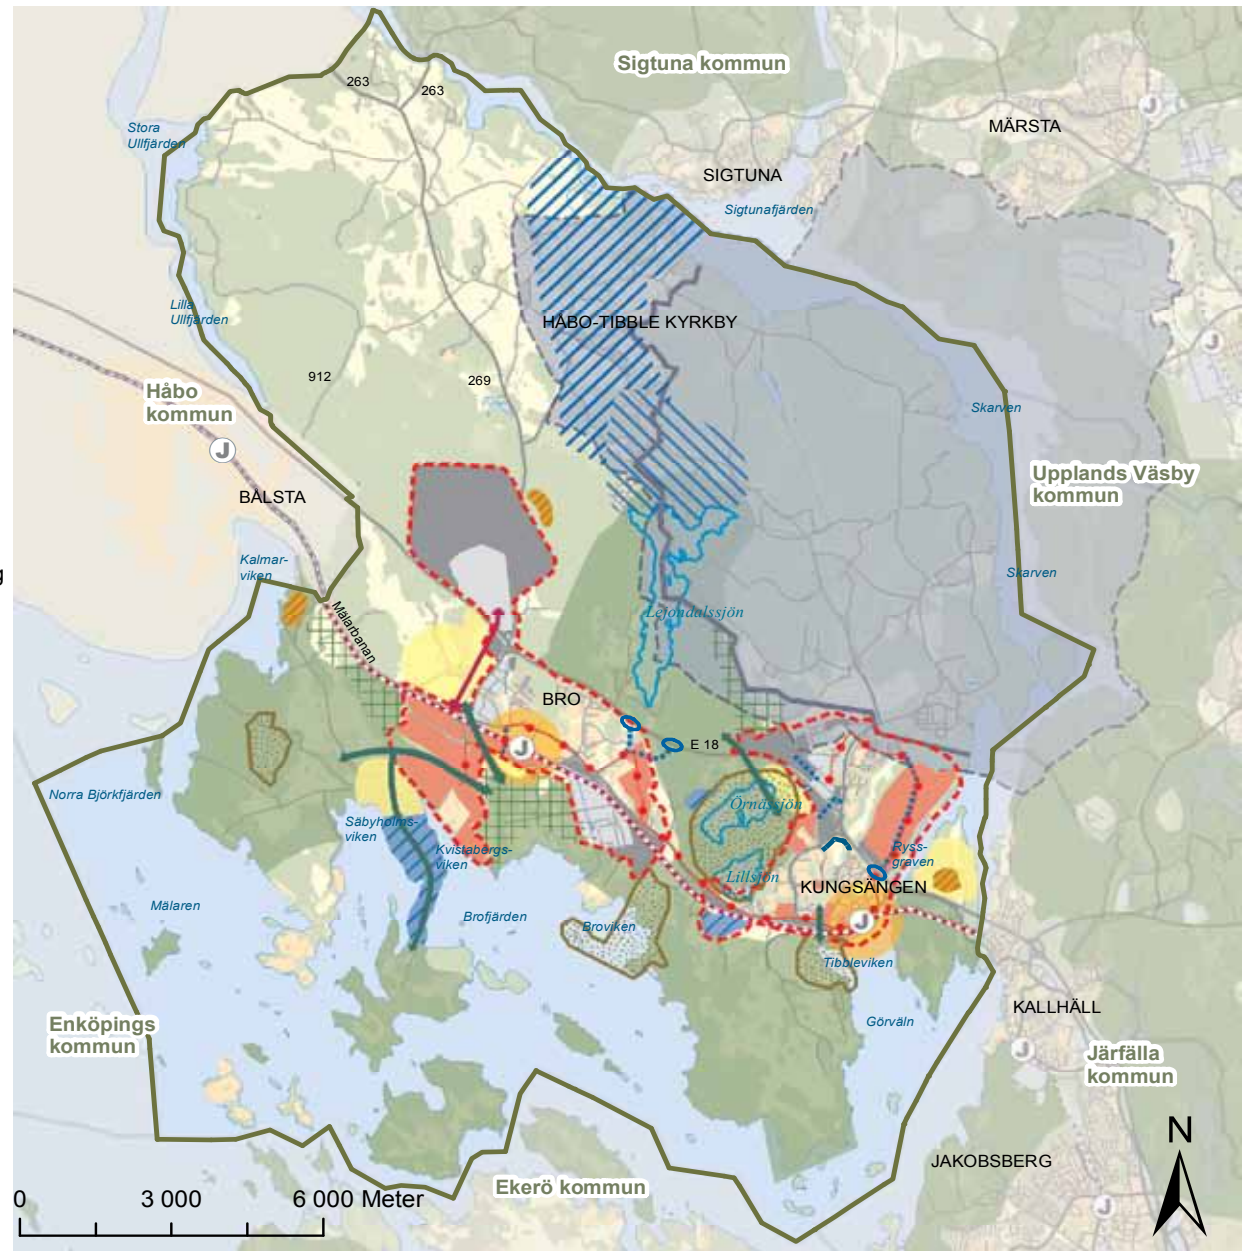 Sigtuna kommun
263
263
J
MÄRSTA
Stora
Ullfjärden
SIGTUNA
Sigtunafjärden
Lilla
Ullfjärden
HÅBO-TIBBLE KYRKBY
J
912
269
Håbo
kommun
Skarven
J
Upplands Väsby
kommun
BÅLSTA
Kalmar-
viken
g
Skarven
Mälarbanan
Lejondalssjön
BRO
J
E 18
Norra Björkfjärden
Säbyholms-
viken
Örnässjön
Kvistabergs-
viken
Ryss-
graven
Lillsjön
KUNGSÄNGEN
Mälaren
Brofjärden
Broviken
J
Tibbleviken
KALLHÄLL
Görväln
Enköpings
kommun
J
Järfälla
kommun
N
JAKOBSBERG
Ekerö kommun
J
0 3 000 6 000 Meter